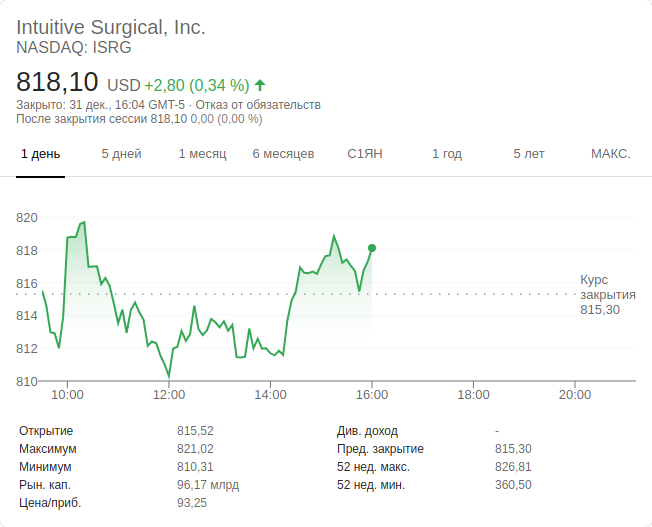 Intuitive Surgical, Inc.
NASDAQ: ISRG
818,10 USD +2,80 (0,34 %)
Закрыто: 31 дек., 16:04 GMT-5 · Отказ от обязательств
После закрытия сессии 818,10 0,00 (0,00 %)
1 день 5 дней 1 месяц 6 месяцев С1ЯН 1 год 5 лет МАКС.
820
818
816
814
812
810
Курс
закрытия
815,30
10:00 12:00 14:00 16:00 18:00 20:00
Открытие 815,52 Див. доход -
Максимум 821,02 Пред. закрытие 815,30
Минимум 810,31 52 нед. макс. 826,81
Рын. кап. 96,17 млрд 52 нед. мин. 360,50
Цена/приб. 93,25